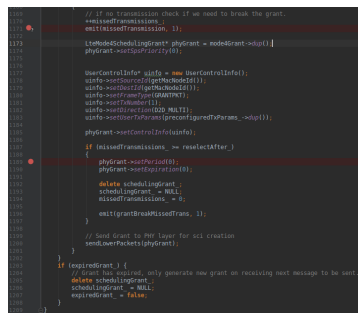 // if no transmission check if we need to break the grant.
++missedTransmissions_;
emit(missedTransmission, 1);
1173 LteMode4SchedulingGrant* phyGrant = mode4Grant->dup();
phyGrant->setSpsPriority(0);
UserControlInfo* uinfo = new UserControlInfo();
uinfo->setSourceId(getMacNodeId());
uinfo->setDestId(getMacNodeId());
uinfo->setFrameType(GRANTPKT);
uinfo->setTxNumber(1);
uinfo->setDirection(D2D_MULTI);
uinfo->setUserTxParams(preconfiguredTxParams_->dup());
phyGrant->setControlInfo(uinfo);
if (missedTransmissions_ >= reselectAfter_)
{
phyGrant->setPeriod(0);
phyGrant->setExpiration(0);
delete schedulingGrant_;
schedulingGrant_ = NULL;
missedTransmissions_ = 0;
emit(grantBreakMissedTrans, 1);
}
// Send Grant to PHY layer for sci creation
sendLowerPackets(phyGrant);
}
}
if (expiredGrant_) {
// Grant has expired, only generate new grant on receiving next message to be sent.
delete schedulingGrant_;
schedulingGrant_ = NULL;
expiredGrant_ = false;
}
}